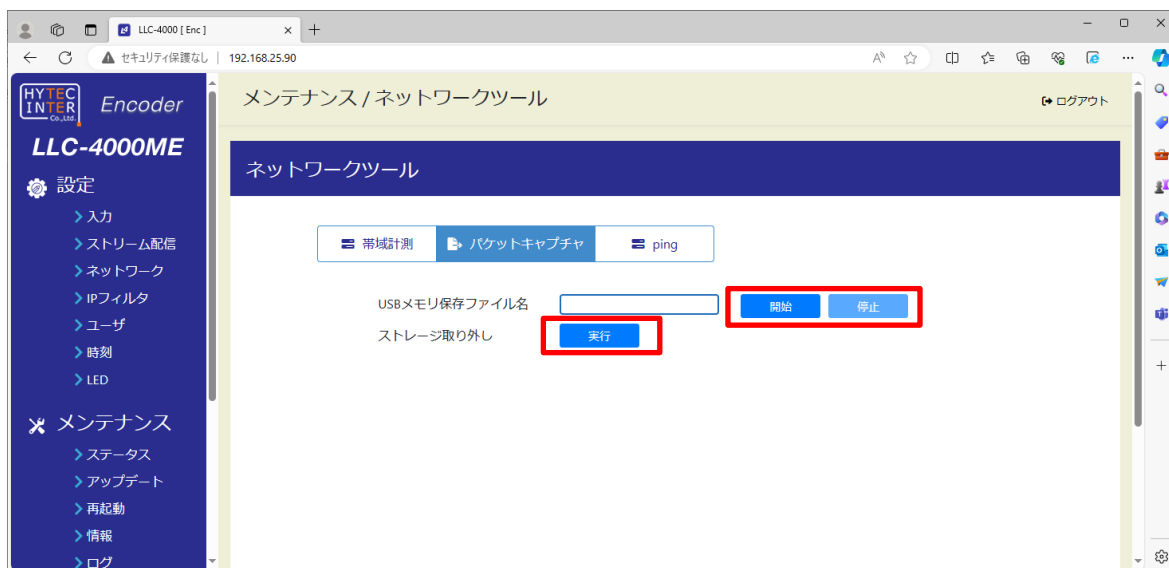 LLC-4000 [ Enc ]
セキュリティ保護なし
192.168.25.90
HYTEC
INTER
Co.,Ltd.
Encoder
LLC-4000ME
設定
入力
ストリーム配信
ネットワーク
IPフィルタ
ユーザ
時刻
LED
メンテナンス
ステータス
アップデート
再起動
情報
ログ
メンテナンス / ネットワークツール
ログアウト
ネットワークツール
帯域計測
パケットキャプチャ
ping
USBメモリ保存ファイル名
開始
停止
ストレージ取り外し
実行